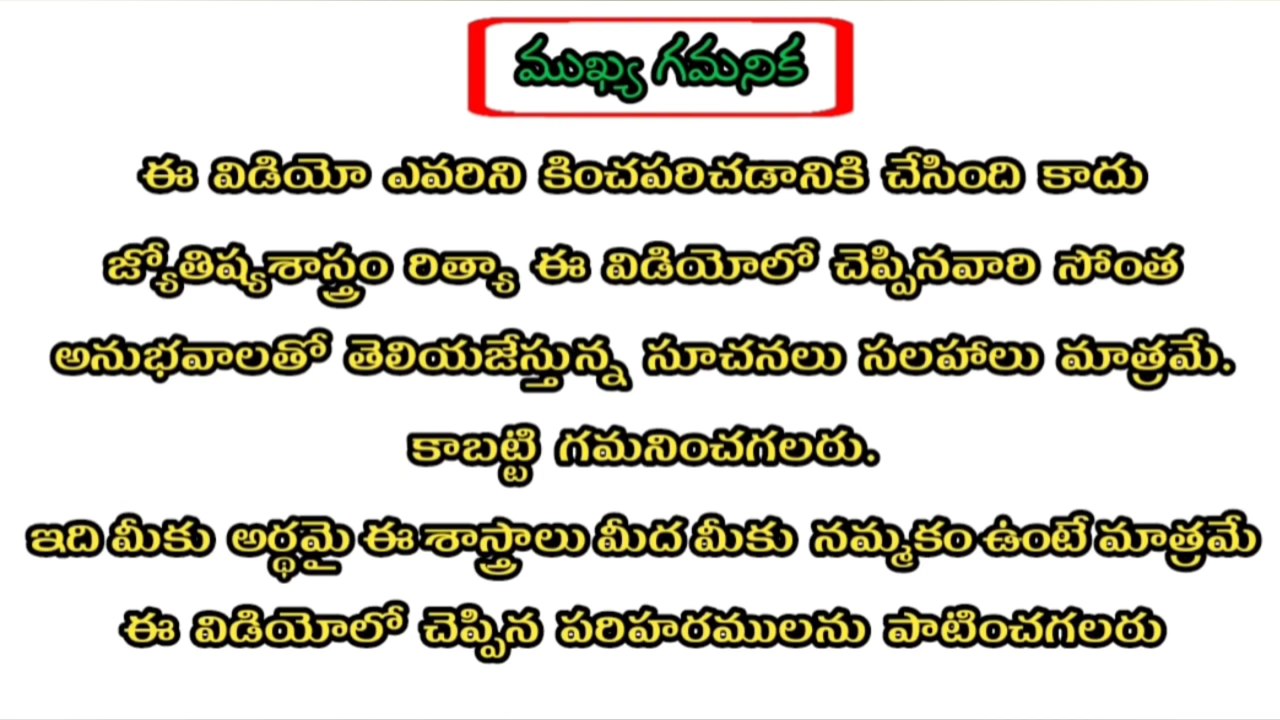 ముఖ్య గమనిక
ఈ విడియో ఎవరిని కించపరిచడానికి చేసింది కాదు
జ్యోతిష్యశాస్త్రం రిత్యా ఈ విడియోలో చెప్పినవారి సోంత
అనుభవాలతో తెలియజేస్తున్న సూచనలు సలహాలు మాత్రమే.
కాబట్టి గమనించగలరు.
ఇది మీకు అర్థమై ఈ శాస్త్రాలు మీద మీకు నమ్మకం ఉంటే మాత్రమే
ఈ విడియోలో చెప్పిన పరిహరములను పాటించగలరు